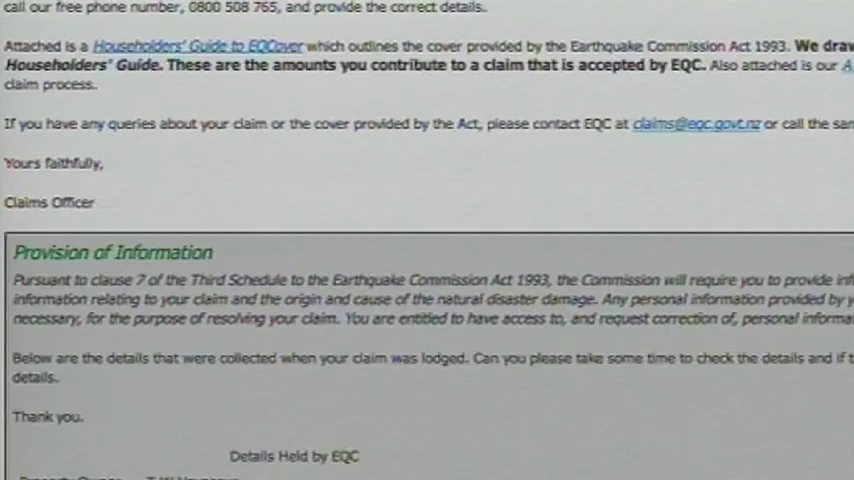 call our free phone number, 0800 508 765, and provide the correct details.
Attached is a Householders' Guide to EQCover which outlines the cover provided by the Earthquake Commission Act 1993. We draw
Householders' Guide. These are the amounts you contribute to a claim that is accepted by EQC. Also attached is our A
claim process.
If you have any queries about your claim or the cover provided by the Act, please contact EQC at claims@eqc.govt.nz or call the sam
Yours faithfully,
Claims Officer
Provision of Information
Pursuant to clause 7 of the Third Schedule to the Earthquake Commission Act 1993, the Commission will require you to provide inf
information relating to your claim and the origin and cause of the natural disaster damage. Any personal information provided by y
necessary, for the purpose of resolving your claim. You are entitled to have access to, and request correction of, personal informa
Below are the details that were collected when your claim was lodged. Can you please take some time to check the details and if t
details.
Thank you.
Details Held by EQC
Property Owner